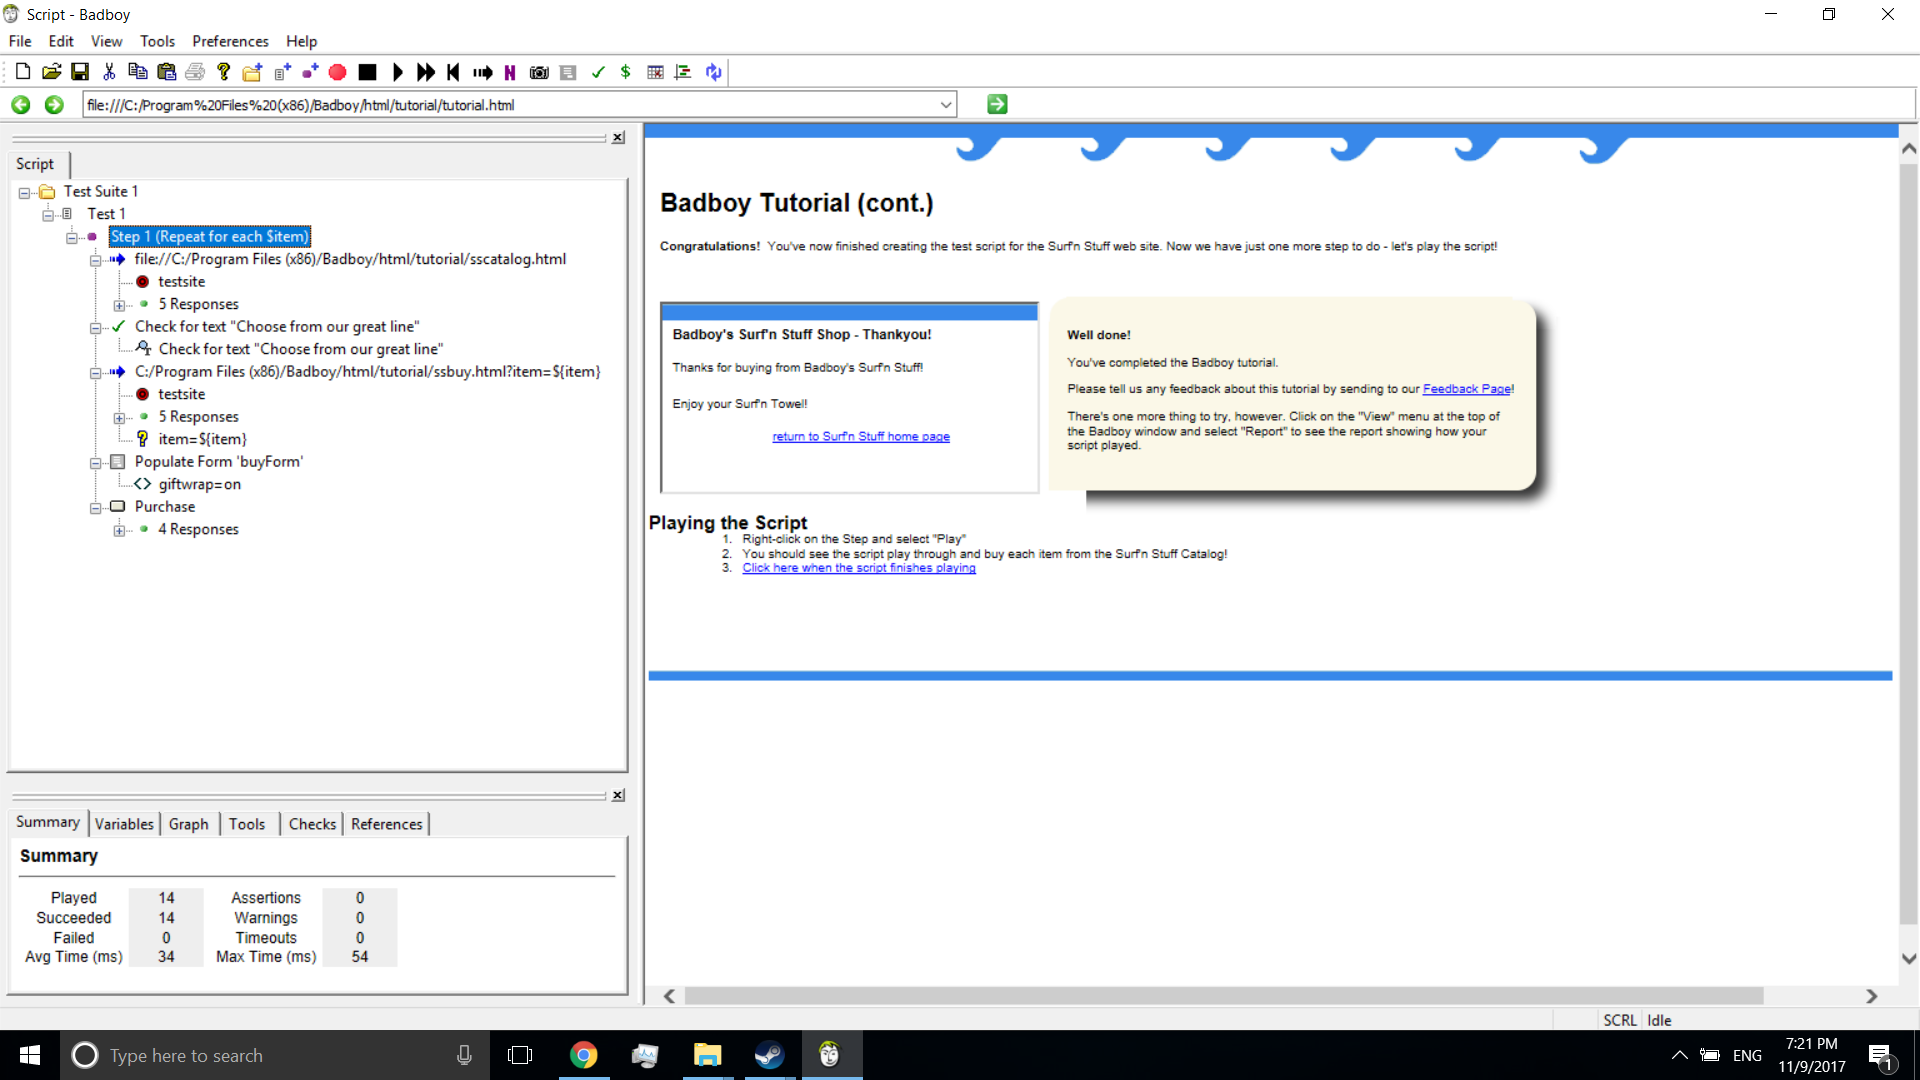 Script - Badboy
File Edit View Tools Preferences Help
file:///C:/Program%20Files%20(x86)/Badboy/html/tutorial/tutorial.html
Script
Test Suite 1
Test 1
Step 1 (Repeat for each $item)
file://C:/Program Files (x86)/Badboy/html/tutorial/sscatalog.html
testsite
5 Responses
Check for text "Choose from our great line"
Check for text "Choose from our great line"
C:/Program Files (x86)/Badboy/html/tutorial/ssbuy.html?item=${item}
testsite
5 Responses
item=${item}
Populate Form 'buyForm'
giftwrap=on
Purchase
4 Responses
Summary Variables Graph Tools Checks References
Summary
Played 14 Assertions 0
Succeeded 14 Warnings 0
Failed 0 Timeouts 0
Avg Time (ms) 34 Max Time (ms) 54
Badboy Tutorial (cont.)
Congratulations! You've now finished creating the test script for the Surf'n Stuff web site. Now we have just one more step to do - let's play the script!
Badboy's Surf'n Stuff Shop - Thankyou!
Thanks for buying from Badboy's Surf'n Stuff!
Enjoy your Surf'n Towel!
return to Surf'n Stuff home page
Well done!
You've completed the Badboy tutorial.
Please tell us any feedback about this tutorial by sending to our Feedback Page!
There's one more thing to try, however. Click on the "View" menu at the top of
the Badboy window and select "Report" to see the report showing how your
script played.
Playing the Script
1. Right-click on the Step and select "Play"
2. You should see the script play through and buy each item from the Surf'n Stuff Catalog!
3. Click here when the script finishes playing
SCRL Idle
Type here to search
ENG
7:21 PM
11/9/2017
1